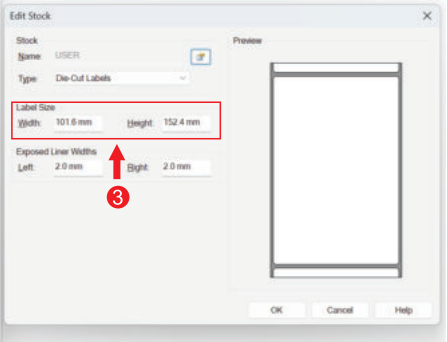 Edit Stock
Stock
Name: USER
Type: Die-Cut Labels
Label Size
Width: 101.6 mm Height: 152.4 mm
Exposed Liner Widths
Left: 2.0 mm Right: 2.0 mm
3
Preview
OK Cancel Help